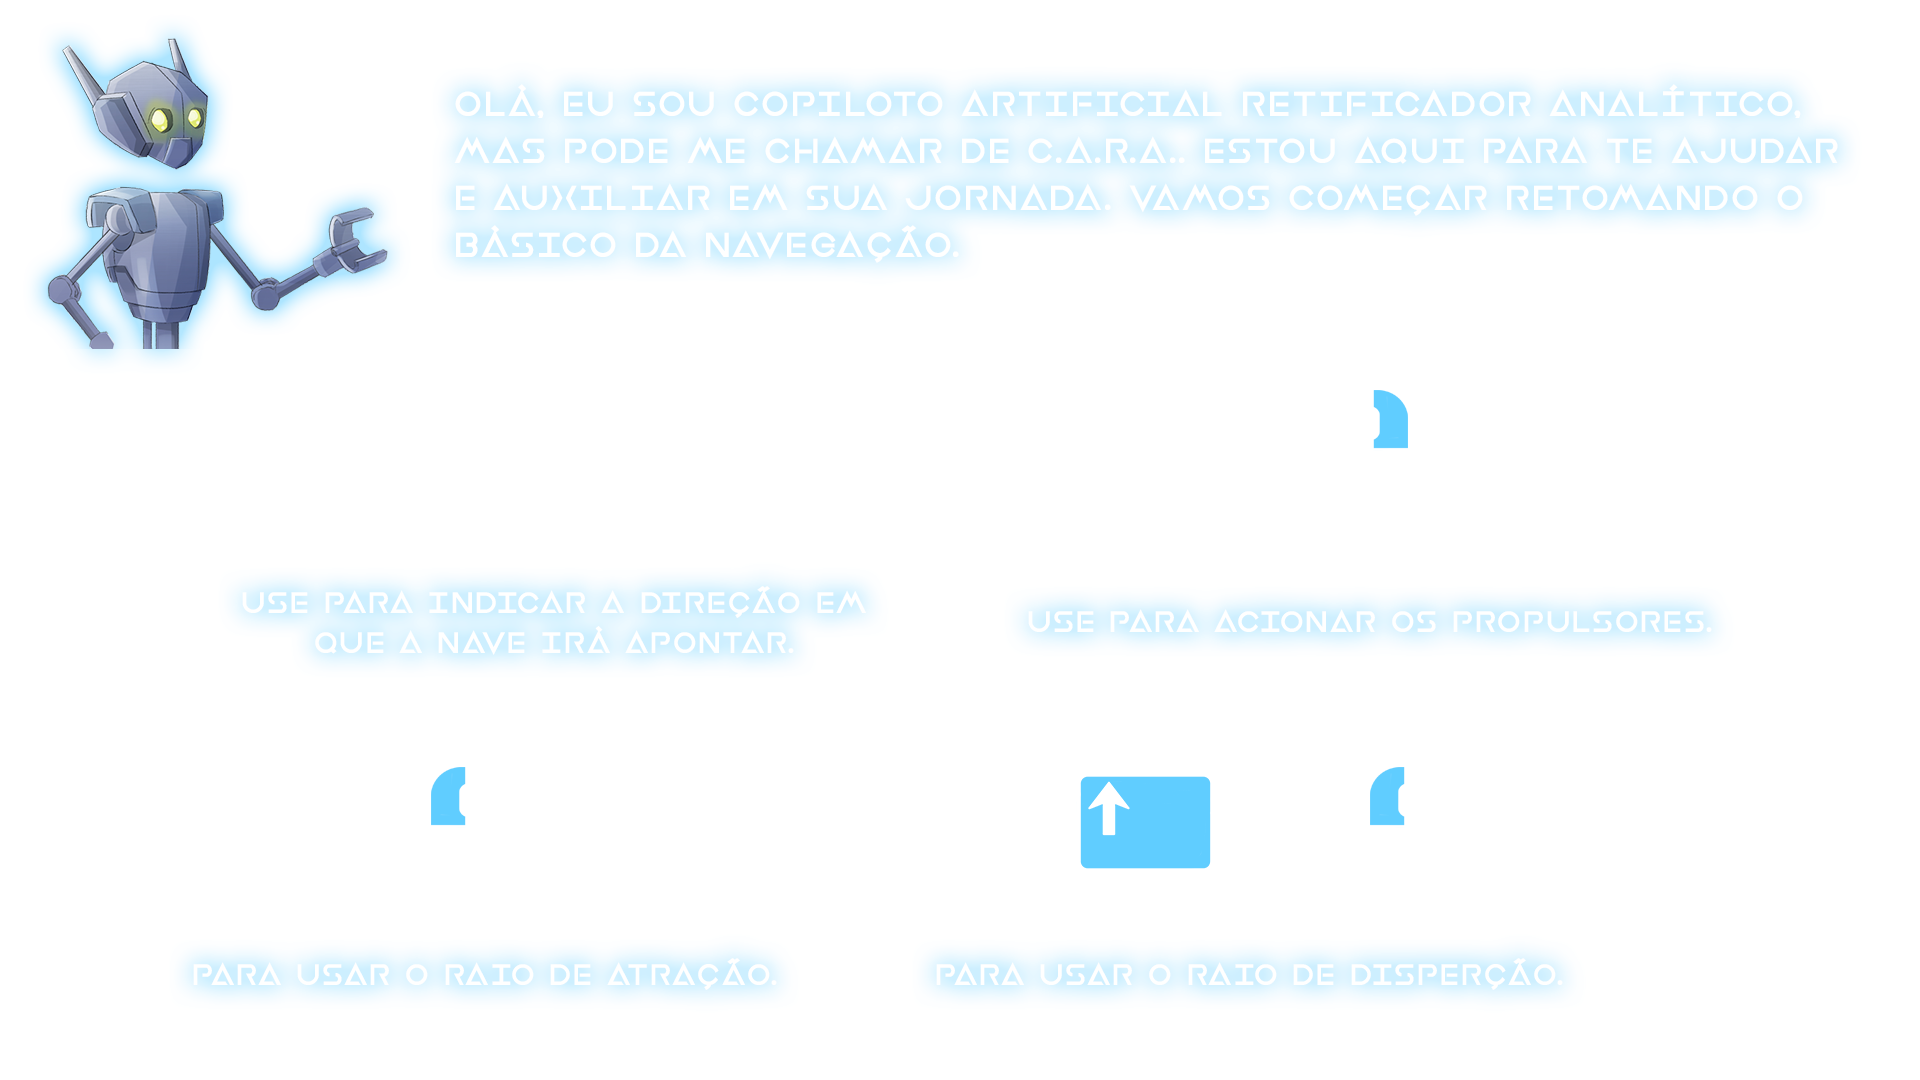 OLÁ, EU SOU COPILOTO ARTIFICIAL RETIFICADOR ANALÍTICO,
MAS PODE ME CHAMAR DE C.A.R.A.. ESTOU AQUI PARA TE AJUDAR
E AUXILIAR EM SUA JORNADA. VAMOS COMEÇAR RETOMANDO O
BÁSICO DA NAVEGAÇÃO.
USE PARA INDICAR A DIREÇÃO EM
QUE A NAVE IRÁ APONTAR.
USE PARA ACIONAR OS PROPULSORES.
PARA USAR O RAIO DE ATRAÇÃO.
PARA USAR O RAIO DE DISPERÇÃO.